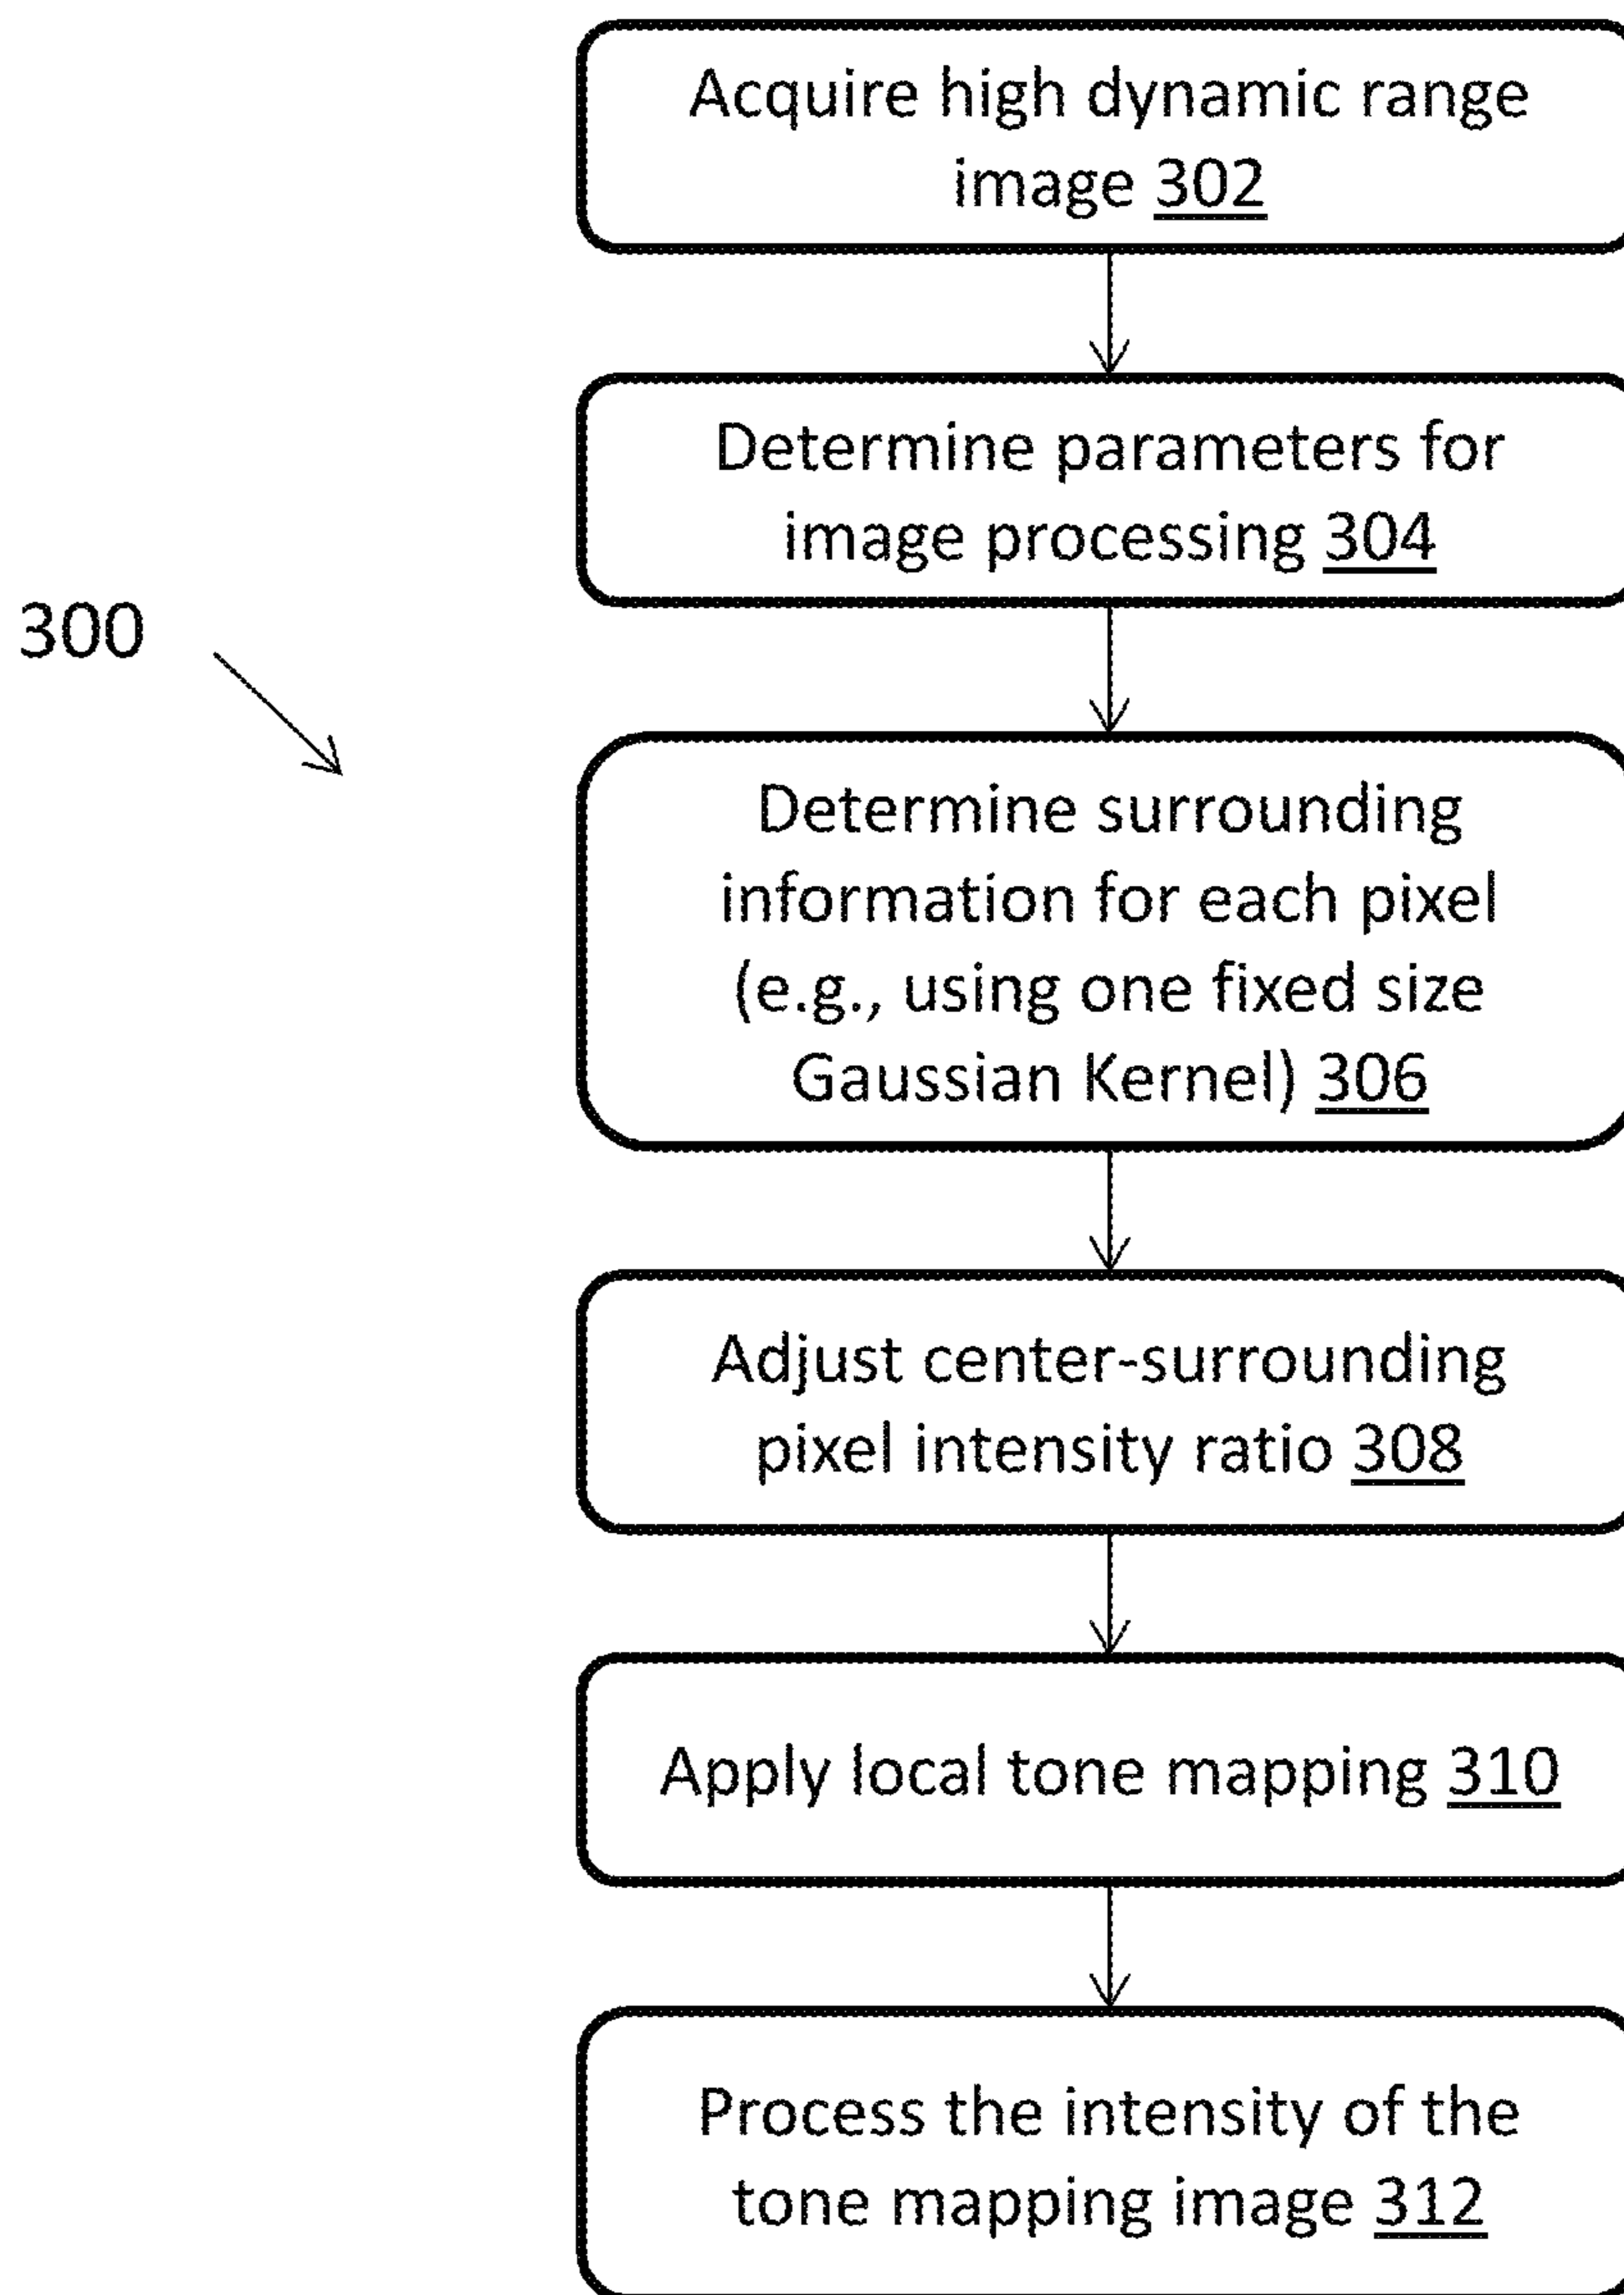 Acquire high dynamic range
image 302
Determine parameters for
image processing 304
300
Determine surrounding
information for each pixel
(e.g., using one fixed size
Gaussian Kernel) 306
Adjust center-surrounding
pixel intensity ratio 308
Apply local tone mapping 310
Process the intensity of the
tone mapping image 312